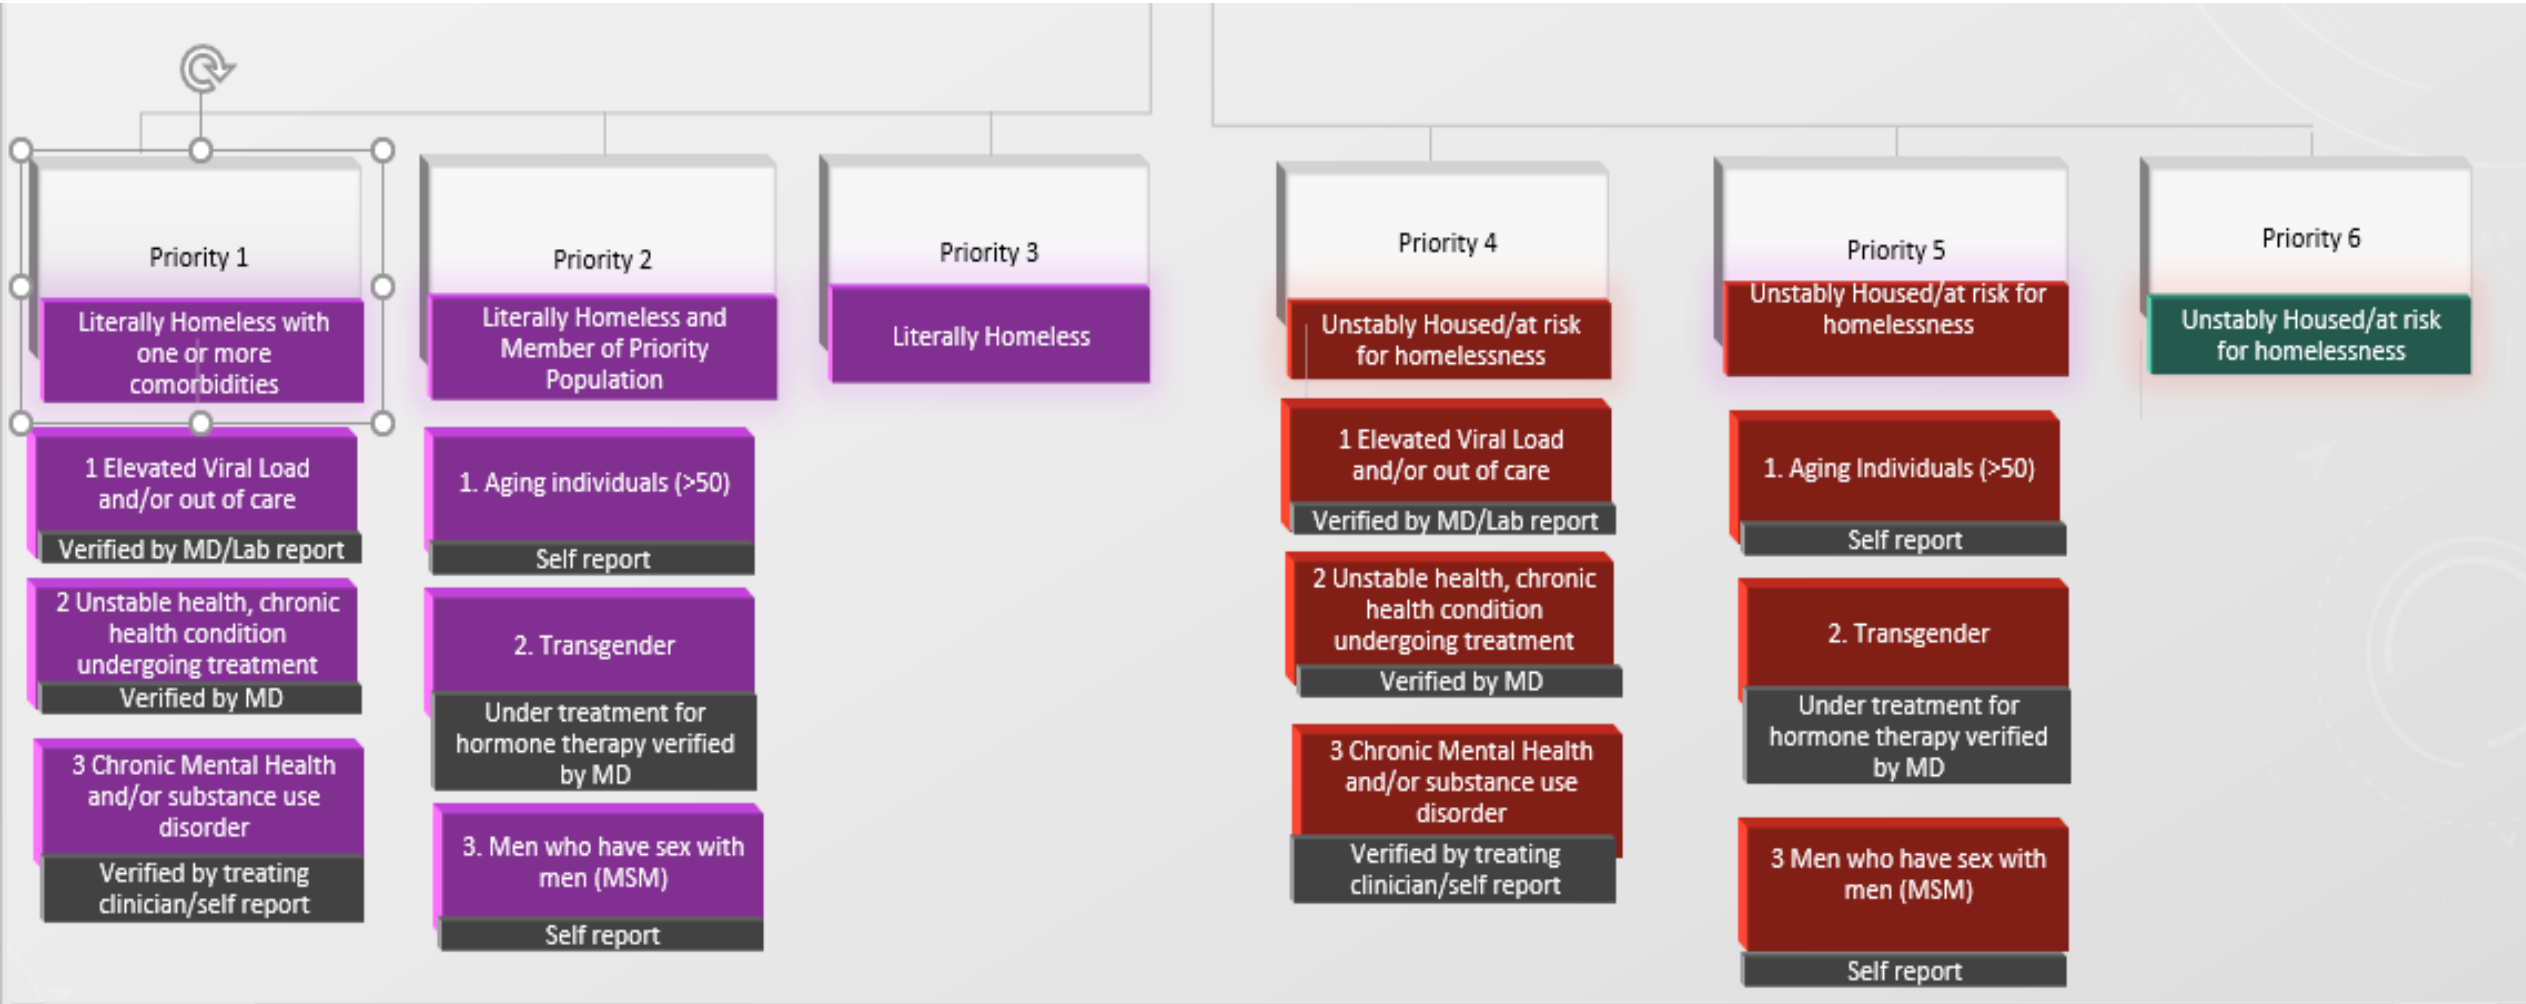 Priority 1
Literally Homeless with
one or more
comorbidities
1 Elevated Viral Load
and/or out of care
Verified by MD/Lab report
2 Unstable health, chronic
health condition
undergoing treatment
Verified by MD
3 Chronic Mental Health
and/or substance use
disorder
Verified by treating
clinician/self report
Priority 2
Literally Homeless and
Member of Priority
Population
1. Aging individuals (>50)
Self report
2. Transgender
Under treatment for
hormone therapy verified
by MD
3. Men who have sex with
men (MSM)
Self report
Priority 3
Literally Homeless
Priority 4
Unstably Housed/at risk
for homelessness
1 Elevated Viral Load
and/or out of care
Verified by MD/Lab report
2 Unstable health, chronic
health condition
undergoing treatment
Verified by MD
3 Chronic Mental Health
and/or substance use
disorder
Verified by treating
clinician/self report
Priority 5
Unstably Housed/at risk for
homelessness
1. Aging Individuals (>50)
Self report
2. Transgender
Under treatment for
hormone therapy verified
by MD
3 Men who have sex with
men (MSM)
Self report
Priority 6
Unstably Housed/at risk
for homelessness